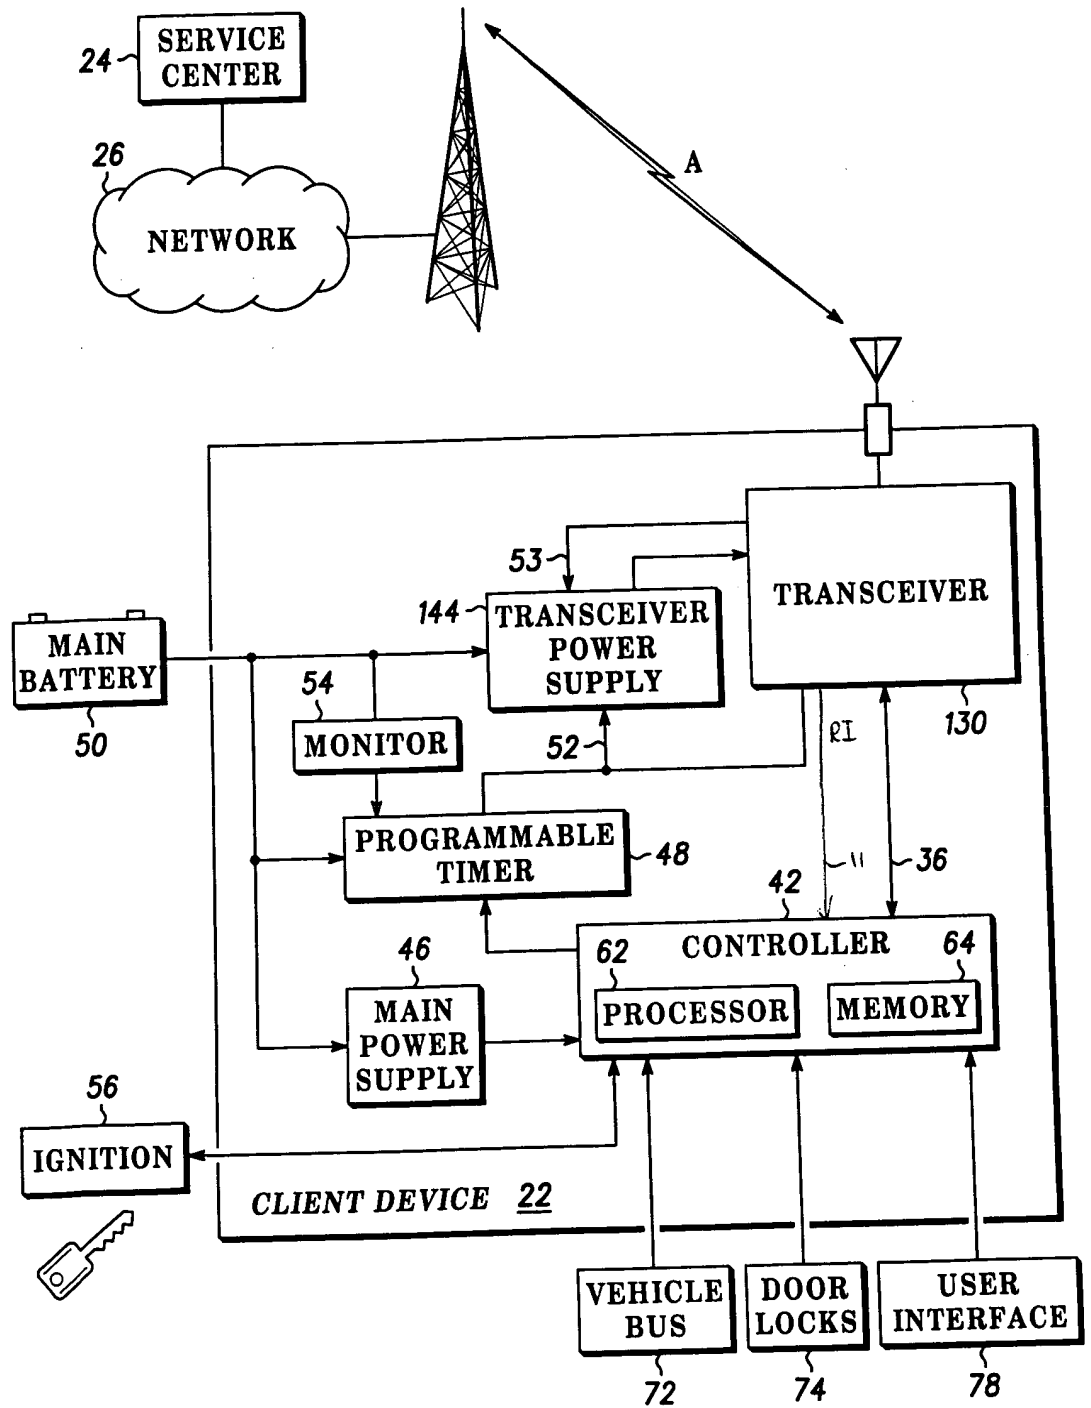 SERVICE
CENTER
24
26
NETWORK
A
53
144
TRANSCEIVER
POWER
SUPPLY
TRANSCEIVER
130
MAIN
BATTERY
50
54
MONITOR
52
RI
PROGRAMMABLE
TIMER
48
11
36
42
CONTROLLER
62
PROCESSOR
64
MEMORY
46
MAIN
POWER
SUPPLY
56
IGNITION
CLIENT DEVICE 22
VEHICLE
BUS
72
DOOR
LOCKS
74
USER
INTERFACE
78